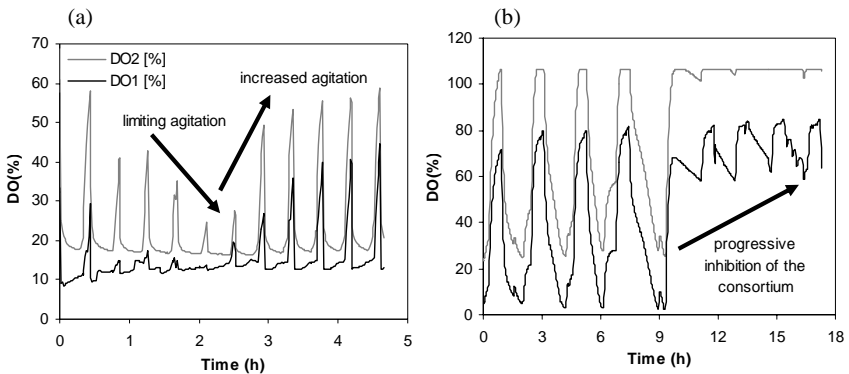 (a)
70
60
50
40
30
20
10
0
DO(%)
DO2 [%]
DO1 [%]
increased agitation
limiting agitation
0 1 2 3 4 5
Time (h)
(b)
120
100
80
60
40
20
0
DO(%)
progressive
inhibition of the
consortium
0 3 6 9 12 15 18
Time (h)